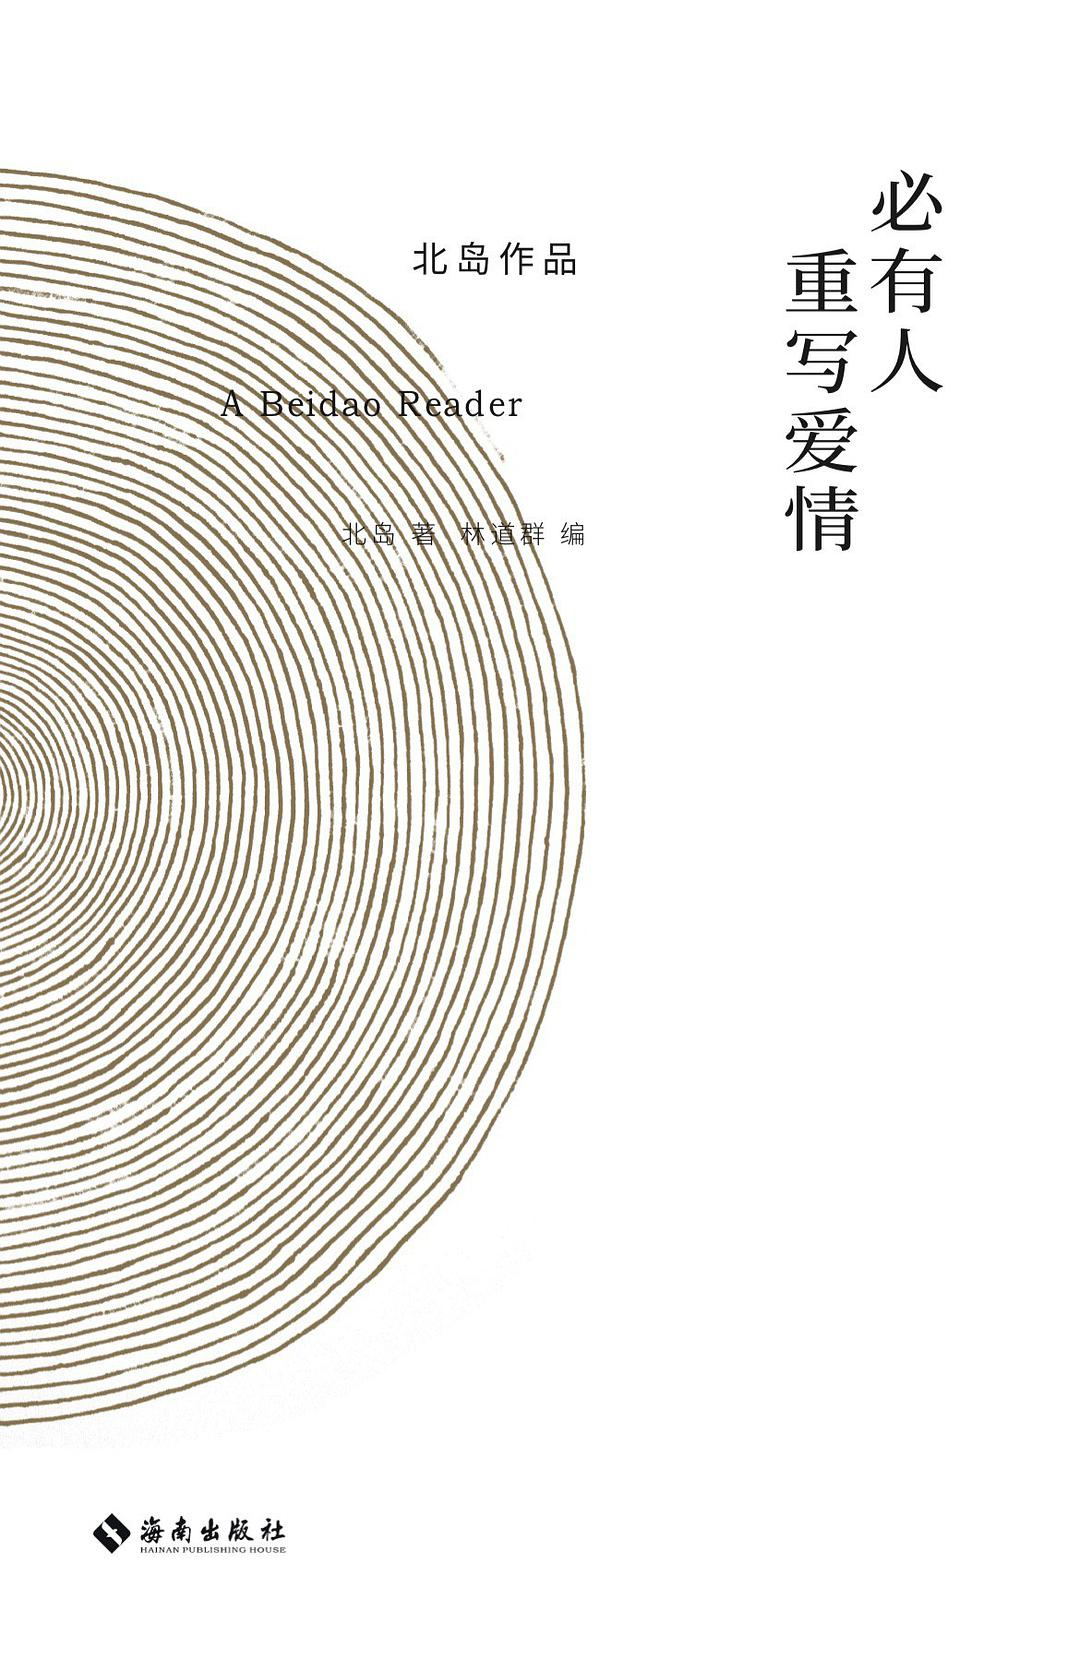 必有人
重写爱情
北岛作品
A Beidao Reader
北岛 著 林道群 编
海南出版社
HAINAN PUBLISHING HOUSE